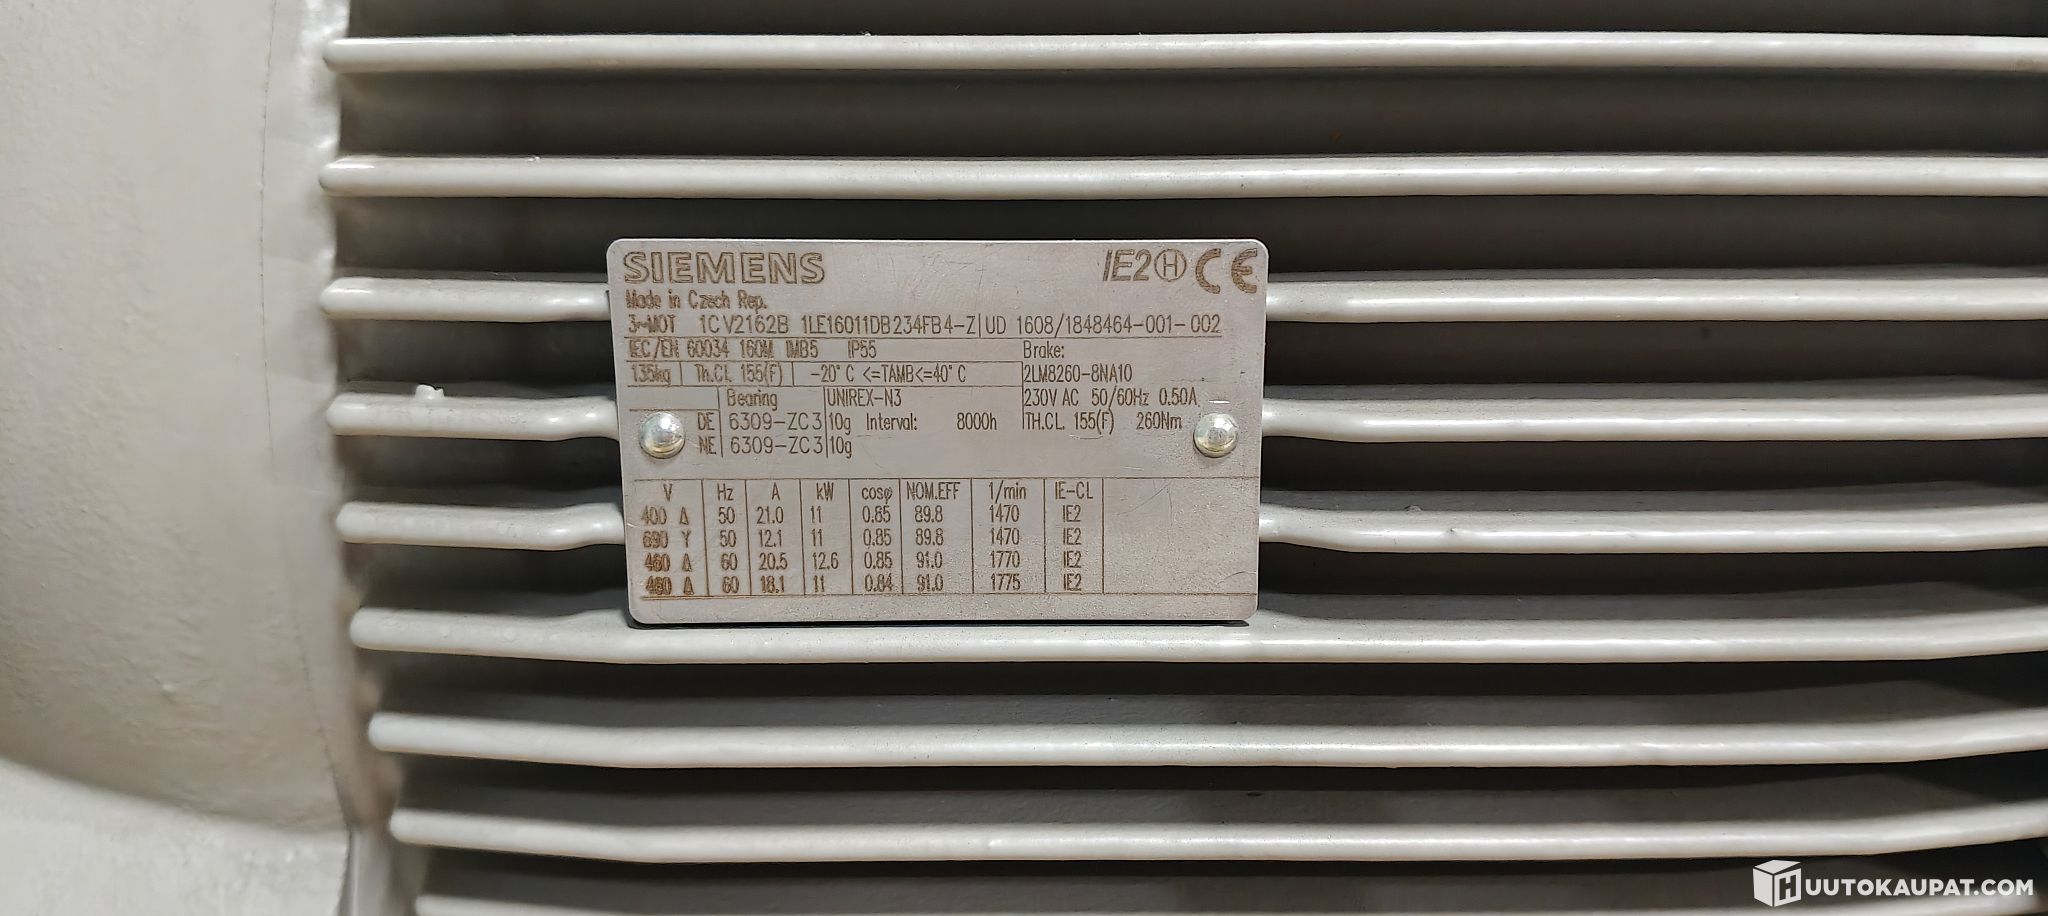 SIEMENS IE2 H CE
Made in Czech Rep.
3~MOT 1CV2162B 1LE16011DB234FB4-Z UD 1608/1848464-001-002
IEC/EN 60034 160M IMB5 IP55 Brake:
135kg Th.Cl. 155(F) -20°C <=TAMB<=40°C 2LM8260-8NA10
Bearing UNIREX-N3 230V AC 50/60Hz 0.50A
DE 6309-ZC3 10g Interval: 8000h TH.CL. 155(F) 260Nm
NE 6309-ZC3 10g
V Hz A kW cosφ NOM.EFF 1/min IE-CL
400 Δ 50 21.0 11 0.85 89.8 1470 IE2
690 Y 50 12.1 11 0.85 89.8 1470 IE2
460 Δ 60 20.5 12.6 0.85 91.0 1770 IE2
460 Δ 60 18.1 11 0.84 91.0 1775 IE2
HUUTOKAUPAT.COM